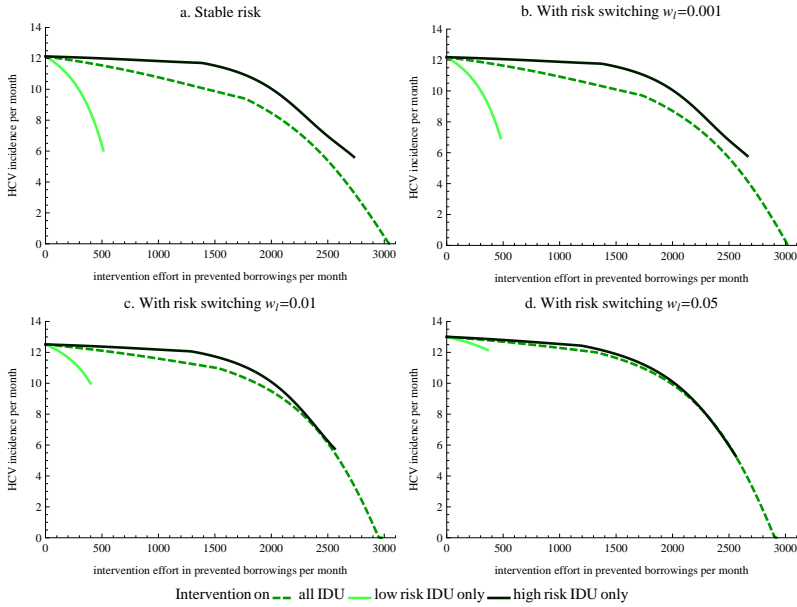 a. Stable risk
14
12
10
8
6
4
2
0
HCV incidence per month
0 500 1000 1500 2000 2500 3000
intervention effort in prevented borrowings per month
b. With risk switching wl=0.001
14
12
10
8
6
4
2
0
HCV incidence per month
0 500 1000 1500 2000 2500 3000
intervention effort in prevented borrowings per month
c. With risk switching wl=0.01
14
12
10
8
6
4
2
0
HCV incidence per month
0 500 1000 1500 2000 2500 3000
intervention effort in prevented borrowings per month
d. With risk switching wl=0.05
14
12
10
8
6
4
2
0
HCV incidence per month
0 500 1000 1500 2000 2500 3000
intervention effort in prevented borrowings per month
Intervention on all IDU low risk IDU only high risk IDU only